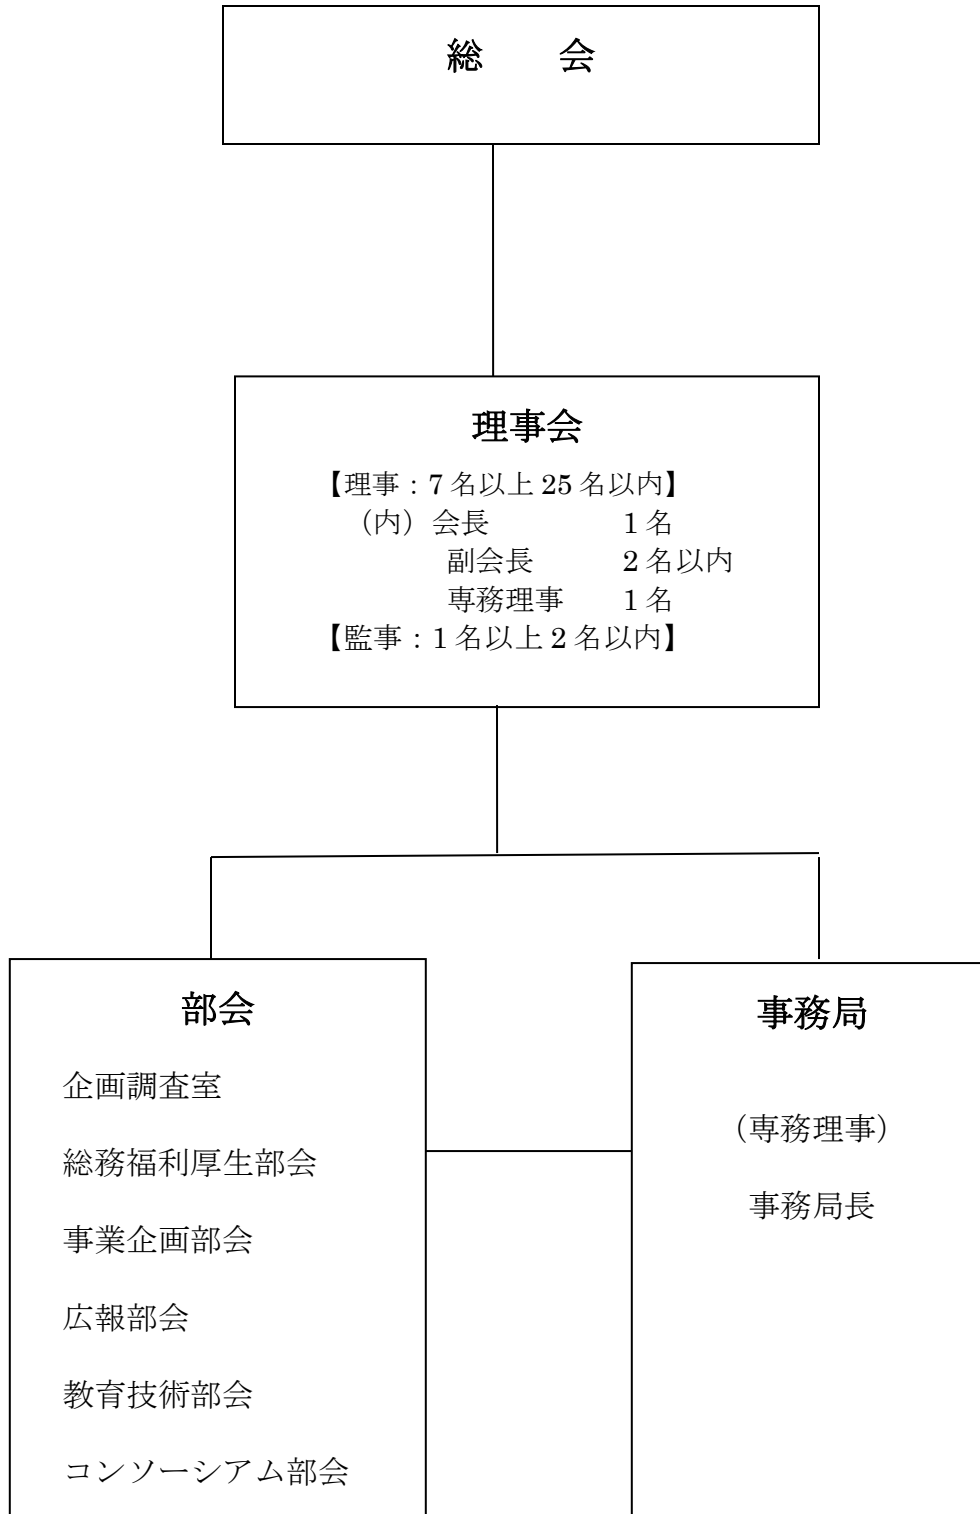 総　　会
理事会
【理事：7名以上25名以内】
（内）会長　　　1名
副会長　　　2名以内
専務理事　　1名
【監事：1名以上2名以内】
部会
企画調査室
総務福利厚生部会
事業企画部会
広報部会
教育技術部会
コンソーシアム部会
事務局
（専務理事）
事務局長